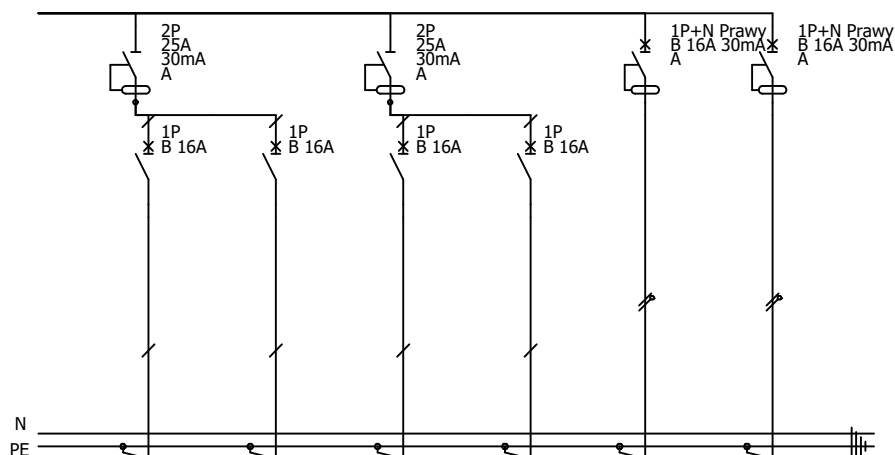 2P
25A
30mA
A
2P
25A
30mA
A
1P+N Prawy
B 16A 30mA
A
1P+N Prawy
B 16A 30mA
A
1P
B 16A
1P
B 16A
1P
B 16A
1P
B 16A
N
PE